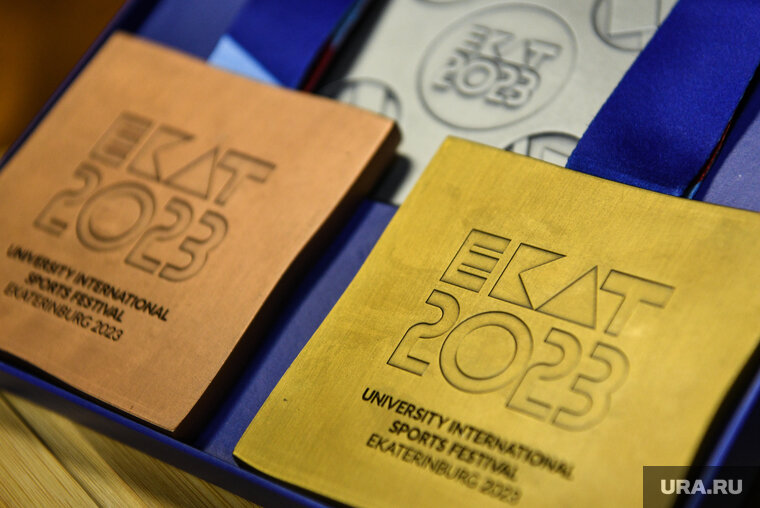 EKAT
2023
EKAT
2023
UNIVERSITY INTERNATIONAL
SPORTS FESTIVAL
EKATERINBURG 2023
EKAT
2023
UNIVERSITY INTERNATIONAL
SPORTS FESTIVAL
EKATERINBURG 2023
URA.RU